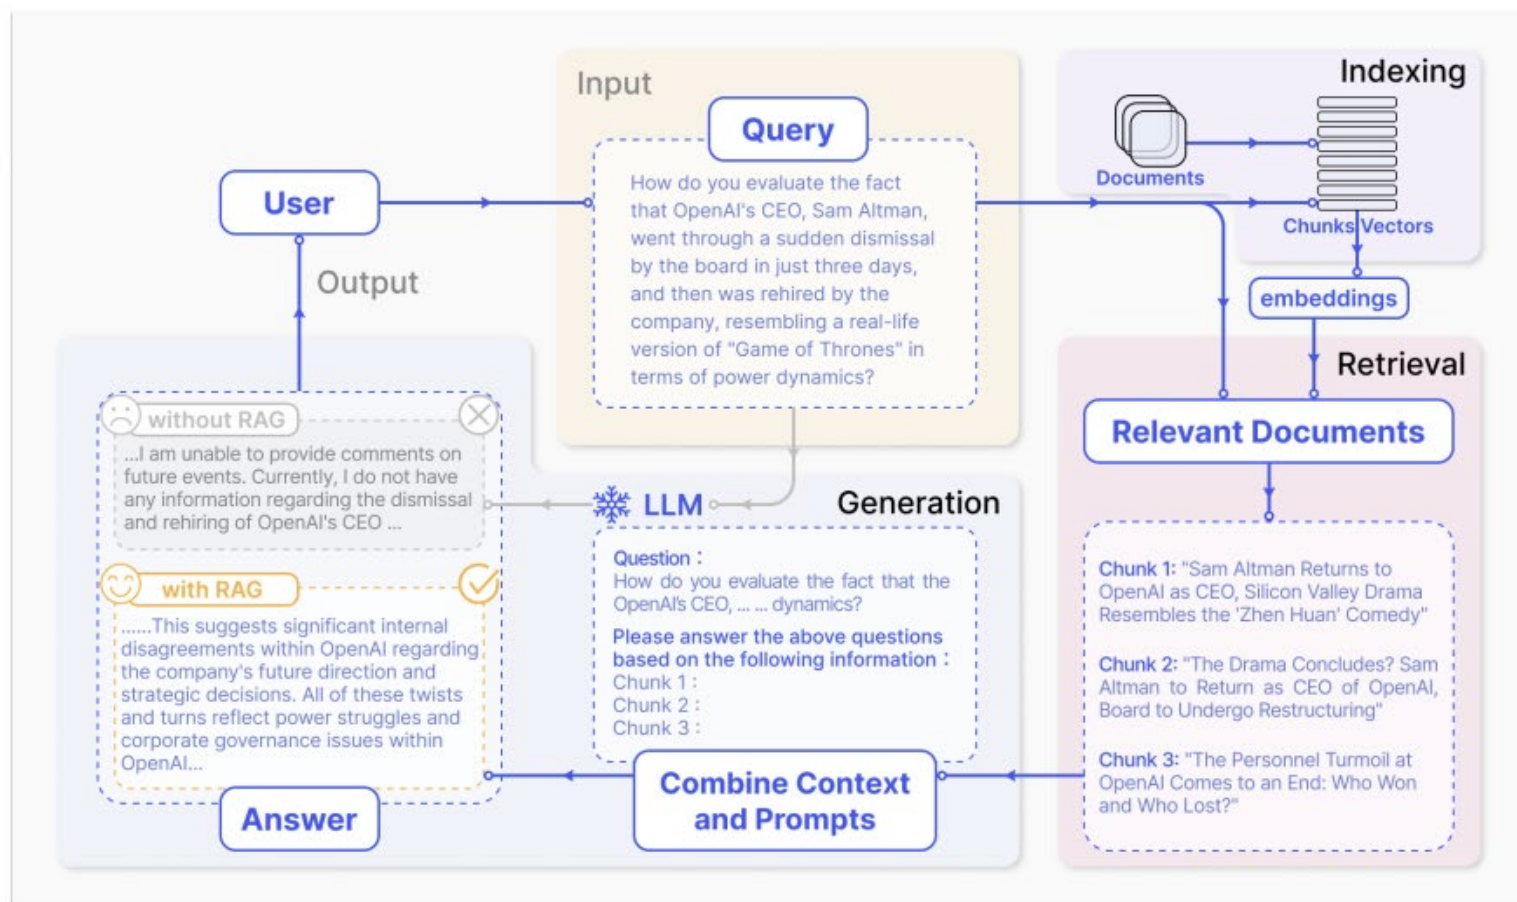 Input
Query
How do you evaluate the fact
that OpenAI's CEO, Sam Altman,
went through a sudden dismissal
by the board in just three days,
and then was rehired by the
company, resembling a real-life
version of "Game of Thrones" in
terms of power dynamics?
Indexing
Documents
Chunks Vectors
embeddings
User
Output
Retrieval
Relevant Documents
Chunk 1: "Sam Altman Returns to
OpenAI as CEO, Silicon Valley Drama
Resembles the 'Zhen Huan' Comedy"
Chunk 2: "The Drama Concludes? Sam
Altman to Return as CEO of OpenAI,
Board to Undergo Restructuring"
Chunk 3: "The Personnel Turmoil at
OpenAI Comes to an End: Who Won
and Who Lost?"
LLM
Generation
Question :
How do you evaluate the fact that the
OpenAI's CEO, ... ... dynamics?
Please answer the above questions
based on the following information :
Chunk 1 :
Chunk 2 :
Chunk 3 :
Combine Context
and Prompts
without RAG
...I am unable to provide comments on
future events. Currently, I do not have
any information regarding the dismissal
and rehiring of OpenAI's CEO ...
with RAG
......This suggests significant internal
disagreements within OpenAI regarding
the company's future direction and
strategic decisions. All of these twists
and turns reflect power struggles and
corporate governance issues within
OpenAI...
Answer